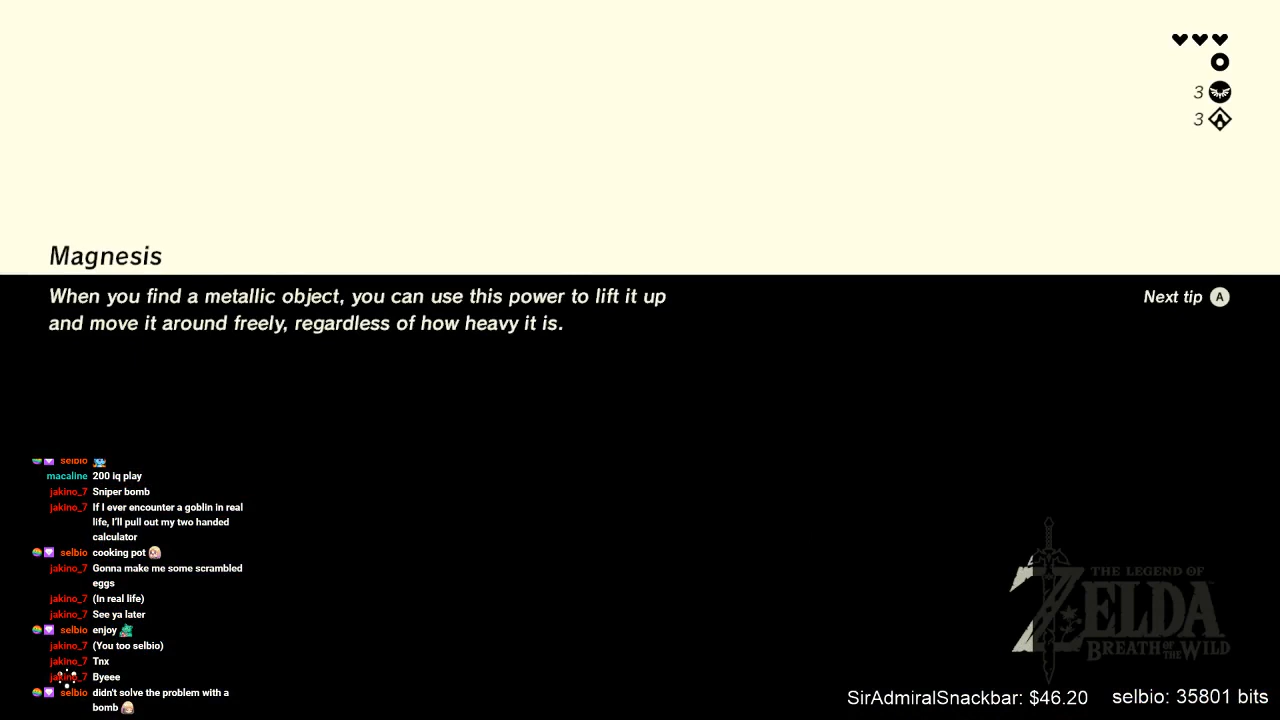 3
3
Magnesis
When you find a metallic object, you can use this power to lift it up
and move it around freely, regardless of how heavy it is.
Next tip A
selbio
macaline 200 iq play
jakino_7 Sniper bomb
jakino_7 If I ever encounter a goblin in real
life, I'll pull out my two handed
calculator
selbio cooking pot
jakino_7 Gonna make me some scrambled
eggs
jakino_7 (In real life)
jakino_7 See ya later
selbio enjoy
jakino_7 (You too selbio)
jakino_7 Tnx
jakino_7 Byeee
selbio didn't solve the problem with a
bomb
THE LEGEND OF
ZELDA
BREATH OF THE WILD
SirAdmiralSnackbar: $46.20 selbio: 35801 bits